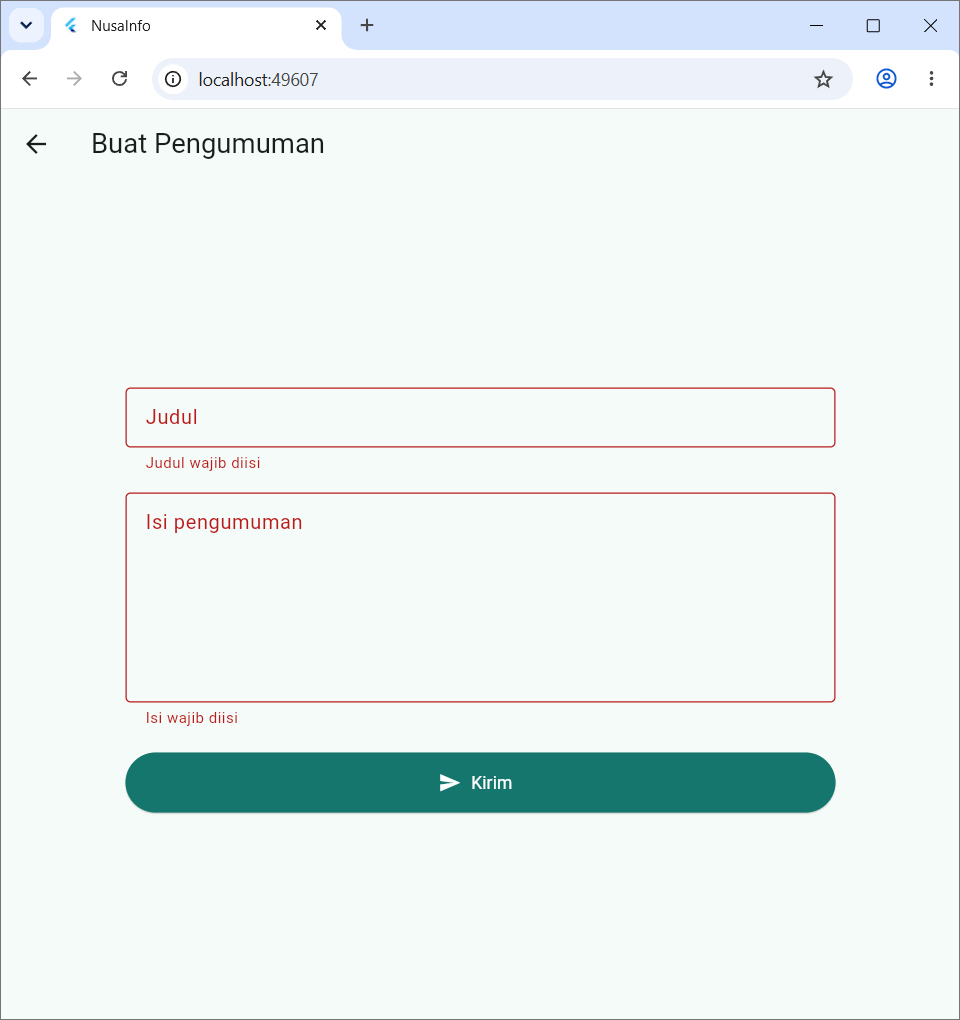 NusaInfo
localhost:49607
Buat Pengumuman
Judul
Judul wajib diisi
Isi pengumuman
Isi wajib diisi
Kirim